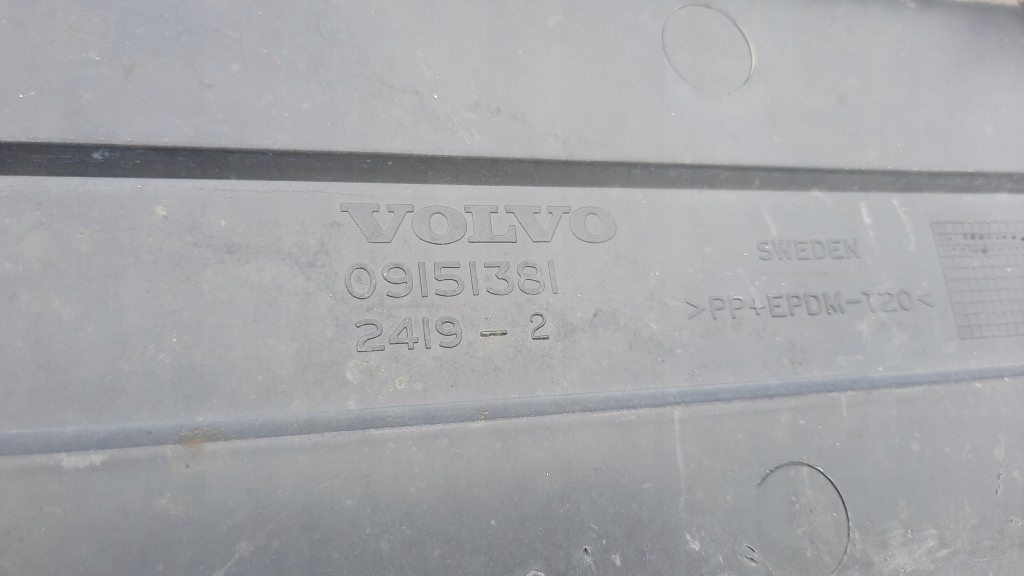 VOLVO
09151381
2419-2
SWEDEN
>PP+EPDM-T20<